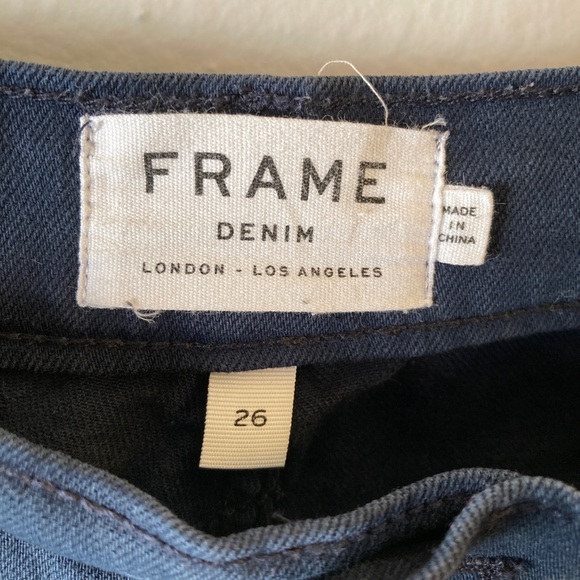 FRAME
DENIM
LONDON - LOS ANGELES
MADE
IN
CHINA
26